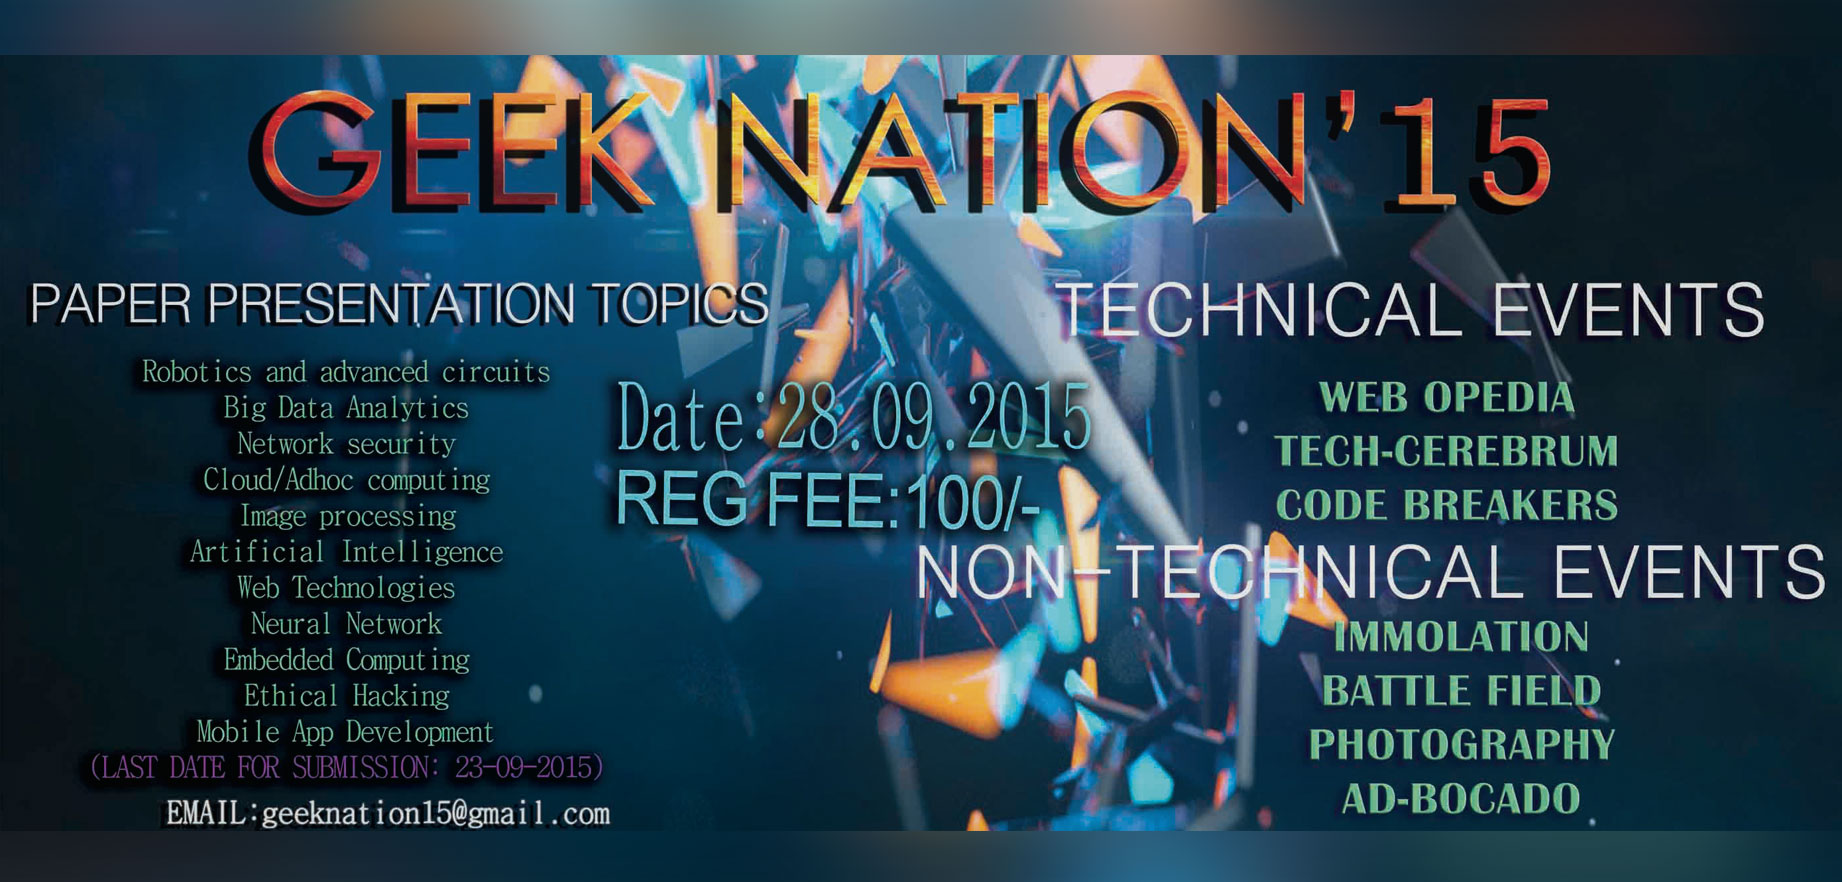 GEEK NATION'15
PAPER PRESENTATION TOPICS
Robotics and advanced circuits
Big Data Analytics
Network security
Cloud/Adhoc computing
Image processing
Artificial Intelligence
Web Technologies
Neural Network
Embedded Computing
Ethical Hacking
Mobile App Development
(LAST DATE FOR SUBMISSION: 23-09-2015)
EMAIL:geeknation15@gmail.com
Date:28.09.2015
REG FEE:100/-
TECHNICAL EVENTS
WEB OPEDIA
TECH-CEREBRUM
CODE BREAKERS
NON-TECHNICAL EVENTS
IMMOLATION
BATTLE FIELD
PHOTOGRAPHY
AD-BOCADO